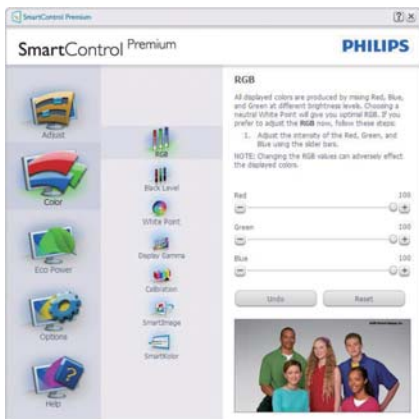 SmartControl Premium
SmartControl Premium
PHILIPS
Adjust
Color
Eco Power
Options
Help
RGB
Black Level
White Point
Display Gamma
Calibration
SmartImage
SmartKolor
RGB
All displayed colors are produced by mixing Red, Blue,
and Green at different brightness levels. Choosing a
neutral White Point will give you optimal RGB. If you
prefer to adjust the RGB now, follow these steps:
1. Adjust the intensity of the Red, Green, and
Blue using the slider bars.
NOTE: Changing the RGB values can adversely effect
the displayed colors.
Red 100
Green 100
Blue 100
Undo Reset